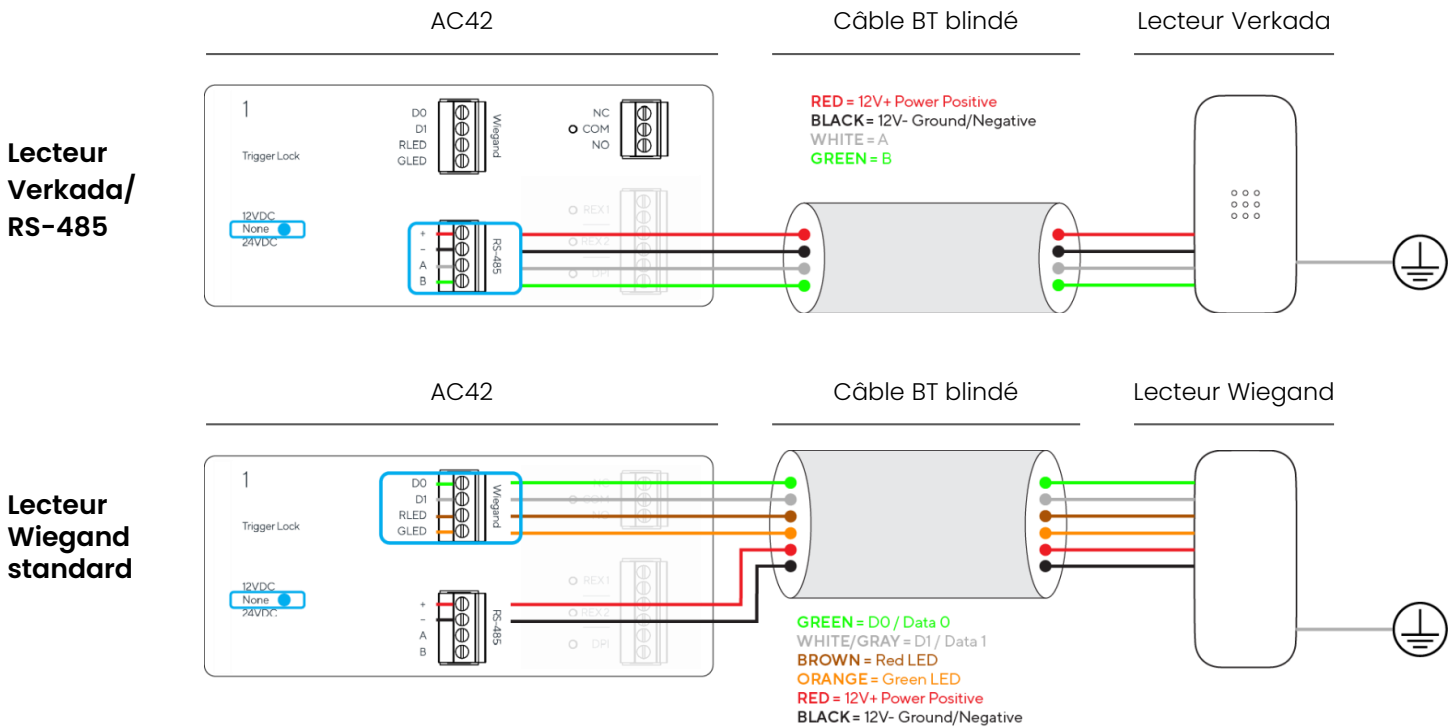 AC42
Câble BT blindé
Lecteur Verkada
Lecteur
Verkada/
RS-485
1
Trigger Lock
12VDC
None
24VDC
D0
D1
RLED
GLED
Wiegand
NC
COM
NO
+
-
A
B
RS-485
REX1
REX2
DPI
RED = 12V+ Power Positive
BLACK = 12V- Ground/Negative
WHITE = A
GREEN = B
AC42
Câble BT blindé
Lecteur Wiegand
Lecteur
Wiegand
standard
1
Trigger Lock
12VDC
None
24VDC
D0
D1
RLED
GLED
Wiegand
NC
COM
NO
+
-
A
B
RS-485
REX1
REX2
DPI
GREEN = D0 / Data 0
WHITE/GRAY = D1 / Data 1
BROWN = Red LED
ORANGE = Green LED
RED = 12V+ Power Positive
BLACK = 12V- Ground/Negative